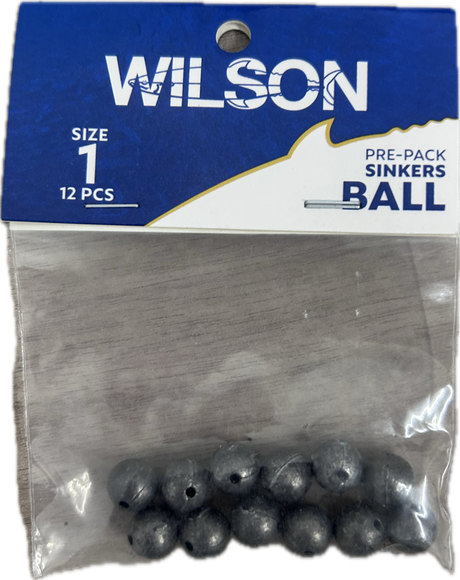 WILSON
SIZE
1
12 PCS
PRE-PACK
SINKERS
BALL